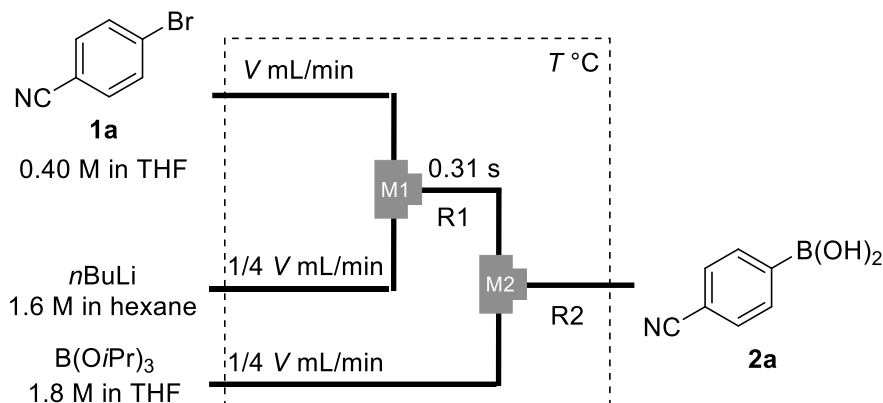 Br
NC
1a
0.40 M in THF
V mL/min
T °C
M1
0.31 s
R1
nBuLi
1.6 M in hexane
1/4 V mL/min
M2
R2
B(OiPr)3
1.8 M in THF
1/4 V mL/min
B(OH)2
NC
2a